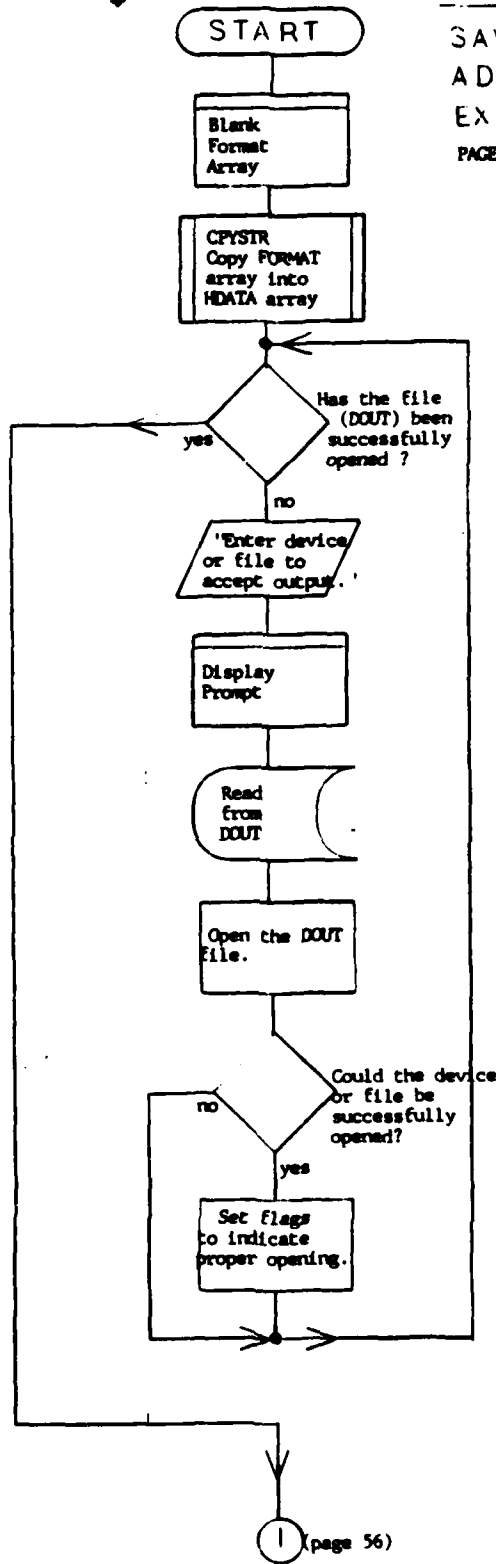 START
SAV
AD
EX
PAGE
Blank
Format
Array
CPYSTR
Copy FORMAT
array into
HDATA array
Has the file
(DOUT) been
successfully
opened ?
yes
no
'Enter device
or file to
accept output.'
Display
Prompt
Read
from
DOUT
Open the DOUT
file.
Could the device
or file be
successfully
opened?
no
yes
Set flags
to indicate
proper opening.
1 (page 56)